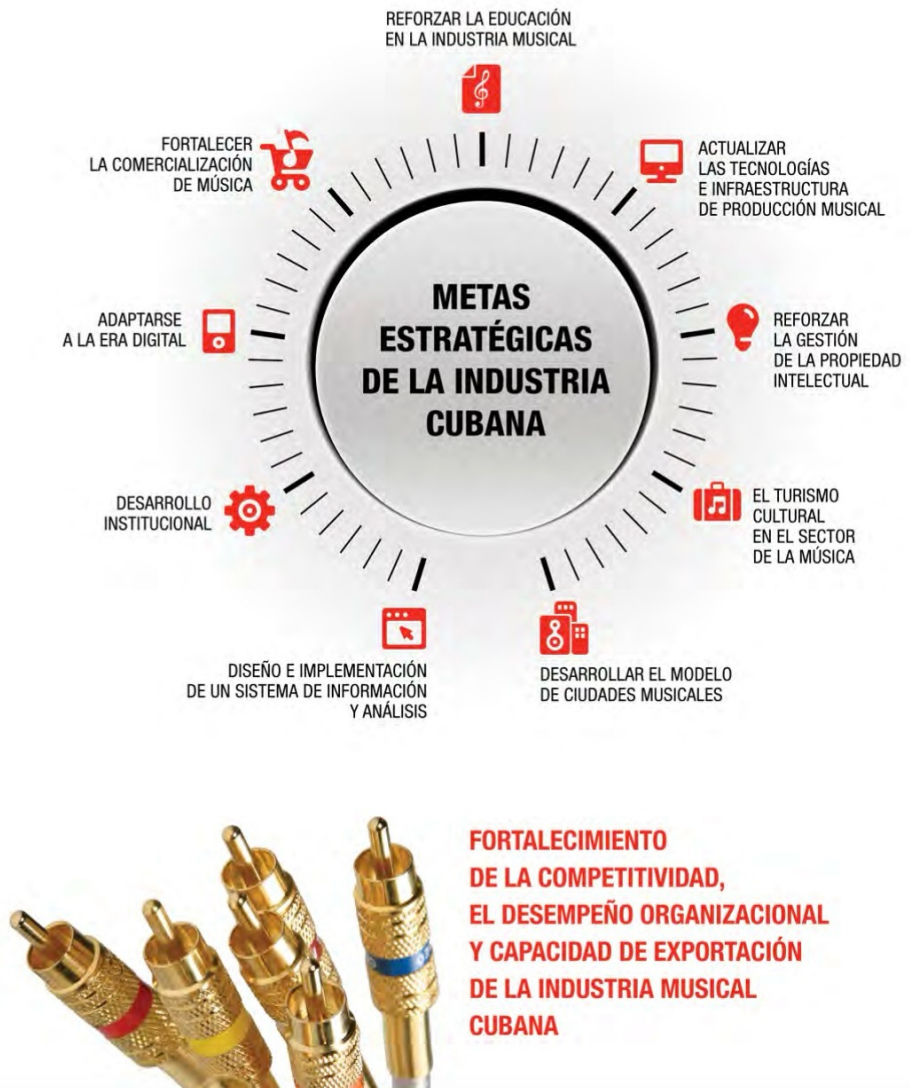 REFORZAR LA EDUCACIÓN
EN LA INDUSTRIA MUSICAL
FORTALECER
LA COMERCIALIZACIÓN
DE MÚSICA
ACTUALIZAR
LAS TECNOLOGÍAS
E INFRAESTRUCTURA
DE PRODUCCIÓN MUSICAL
METAS
ESTRATÉGICAS
DE LA INDUSTRIA
CUBANA
ADAPTARSE
A LA ERA DIGITAL
REFORZAR
LA GESTIÓN
DE LA PROPIEDAD
INTELECTUAL
DESARROLLO
INSTITUCIONAL
EL TURISMO
CULTURAL
EN EL SECTOR
DE LA MÚSICA
DISEÑO E IMPLEMENTACIÓN
DE UN SISTEMA DE INFORMACIÓN
Y ANÁLISIS
DESARROLLAR EL MODELO
DE CIUDADES MUSICALES
FORTALECIMIENTO
DE LA COMPETITIVIDAD,
EL DESEMPEÑO ORGANIZACIONAL
Y CAPACIDAD DE EXPORTACIÓN
DE LA INDUSTRIA MUSICAL
CUBANA